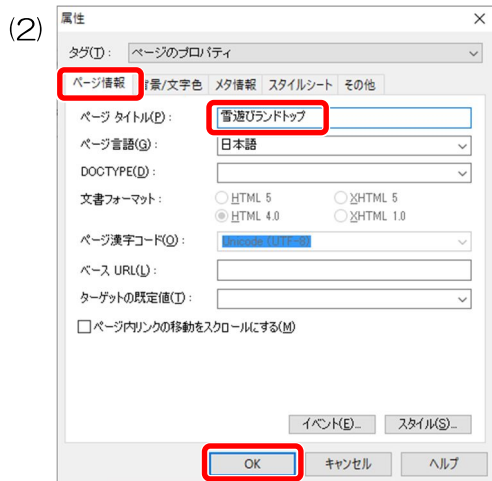 (2)
属性
タグ(T): ページのプロパティ
ページ情報 背景/文字色 メタ情報 スタイルシート その他
ページ タイトル(P): 雪遊びランドトップ
ページ言語(G): 日本語
DOCTYPE(D):
文書フォーマット: HTML 5 XHTML 5
HTML 4.0 XHTML 1.0
ページ漢字コード(O): Unicode (UTF-8)
ベース URL(L):
ターゲットの既定値(T):
ページ内リンクの移動をスクロールにする(M)
イベント(E)... スタイル(S)...
OK キャンセル ヘルプ